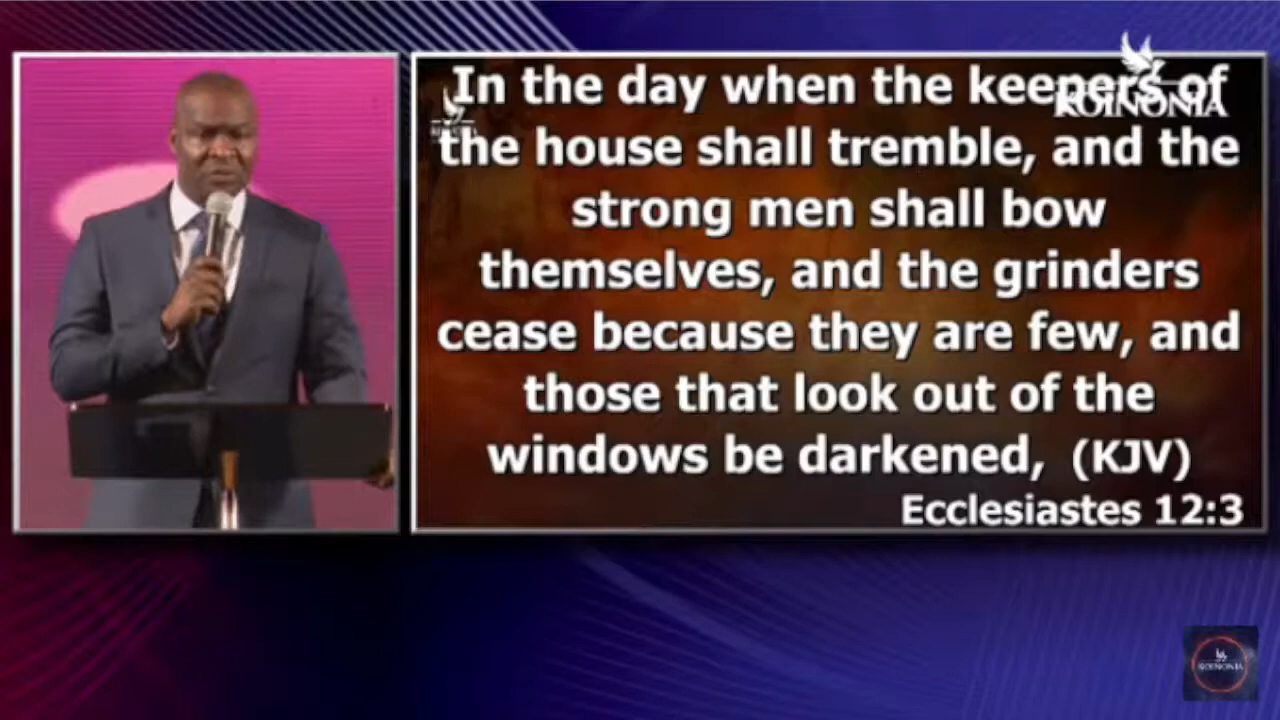 In the day when the keepers of
KOINONIA
the house shall tremble, and the
strong men shall bow
themselves, and the grinders
cease because they are few, and
those that look out of the
windows be darkened, (KJV)
Ecclesiastes 12:3
KOINONIA